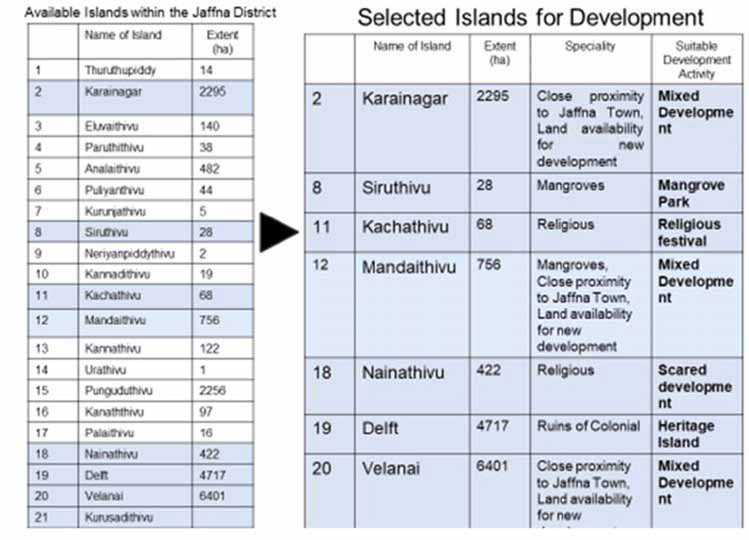 Available Islands within the Jaffna District
Name of Island Extent (ha)
1 Thuruthupiddy 14
2 Karainagar 2295
3 Eluvaithivu 140
4 Paruthithivu 38
5 Analaithivu 482
6 Puliyanthivu 44
7 Kurunjathivu 5
8 Siruthivu 28
9 Neriyanpiddythivu 2
10 Kannadithivu 19
11 Kachathivu 68
12 Mandaithivu 756
13 Kannathivu 122
14 Urathivu 1
15 Punguduthivu 2256
16 Kanaththivu 97
17 Palaithivu 16
18 Nainathivu 422
19 Delft 4717
20 Velanai 6401
21 Kurusadithivu
Selected Islands for Development
Name of Island Extent (ha) Speciality Suitable Development Activity
2 Karainagar 2295 Close proximity to Jaffna Town, Land availability for new development Mixed Developme nt
8 Siruthivu 28 Mangroves Mangrove Park
11 Kachathivu 68 Religious Religious festival
12 Mandaithivu 756 Mangroves, Close proximity to Jaffna Town, Land availability for new development Mixed Developme nt
18 Nainathivu 422 Religious Scared developme nt
19 Delft 4717 Ruins of Colonial Heritage Island
20 Velanai 6401 Close proximity to Jaffna Town, Land availability for new Mixed Developme nt